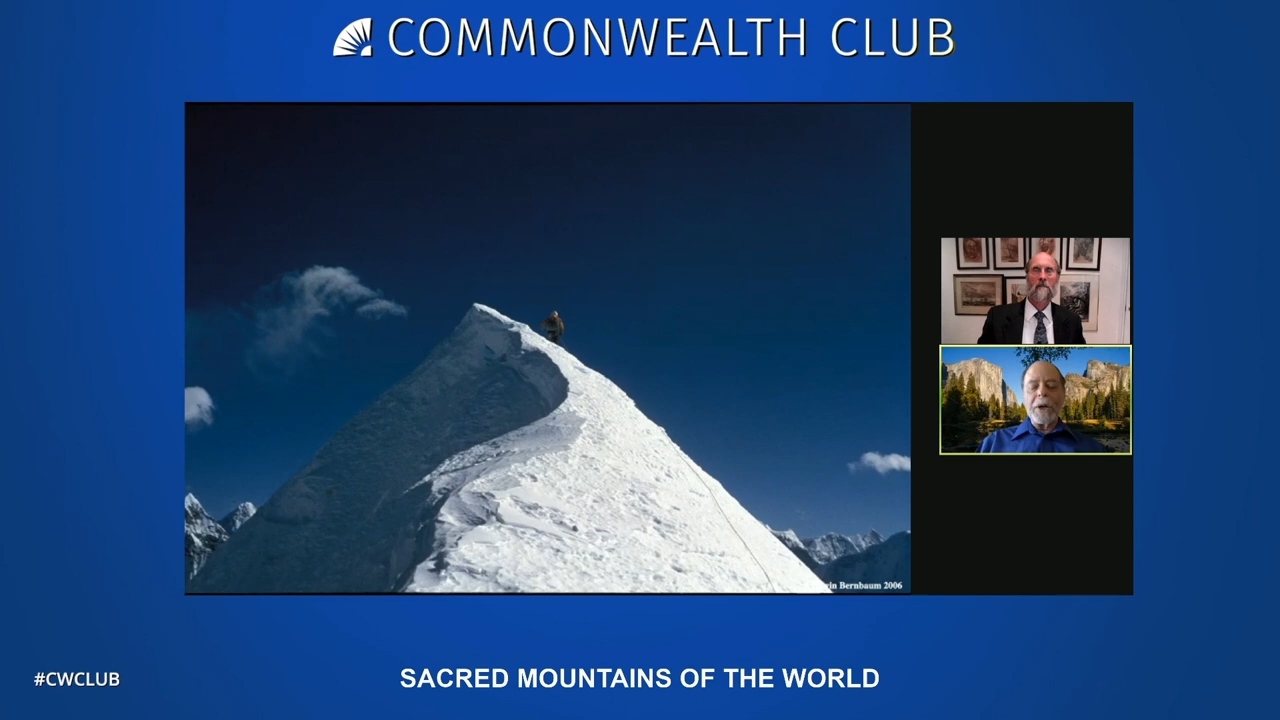 COMMONWEALTH CLUB
Bernbaum 2006
#CWCLUB
SACRED MOUNTAINS OF THE WORLD